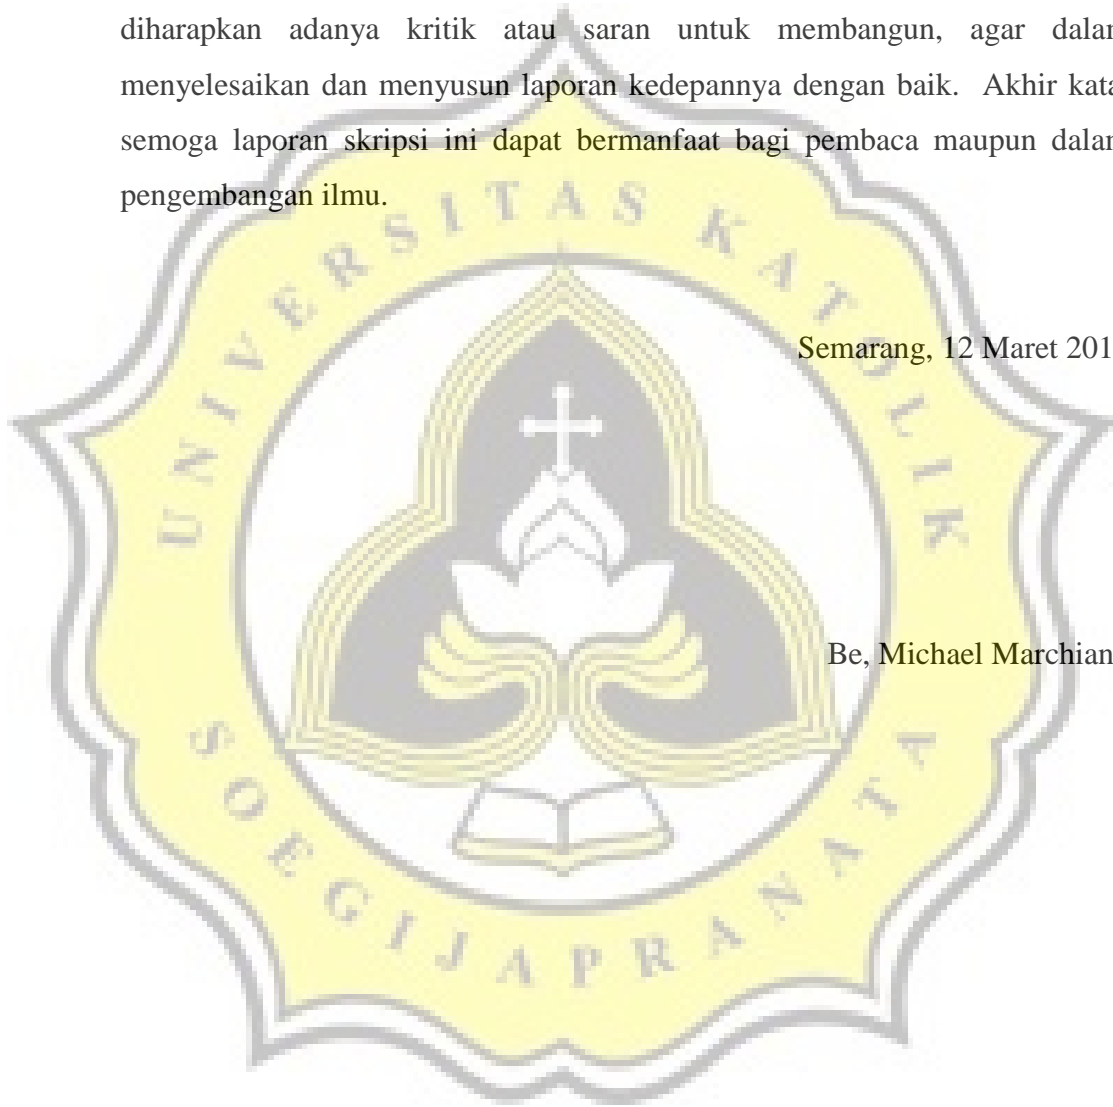 diharapkan adanya kritik atau saran untuk membangun, agar dalam
menyelesaikan dan menyusun laporan kedepannya dengan baik. Akhir kata
semoga laporan skripsi ini dapat bermanfaat bagi pembaca maupun dalam
pengembangan ilmu.
UNIVERSITAS KATOLIK
Semarang, 12 Maret 201
Be, Michael Marchian
SOEGIJAPRANATA